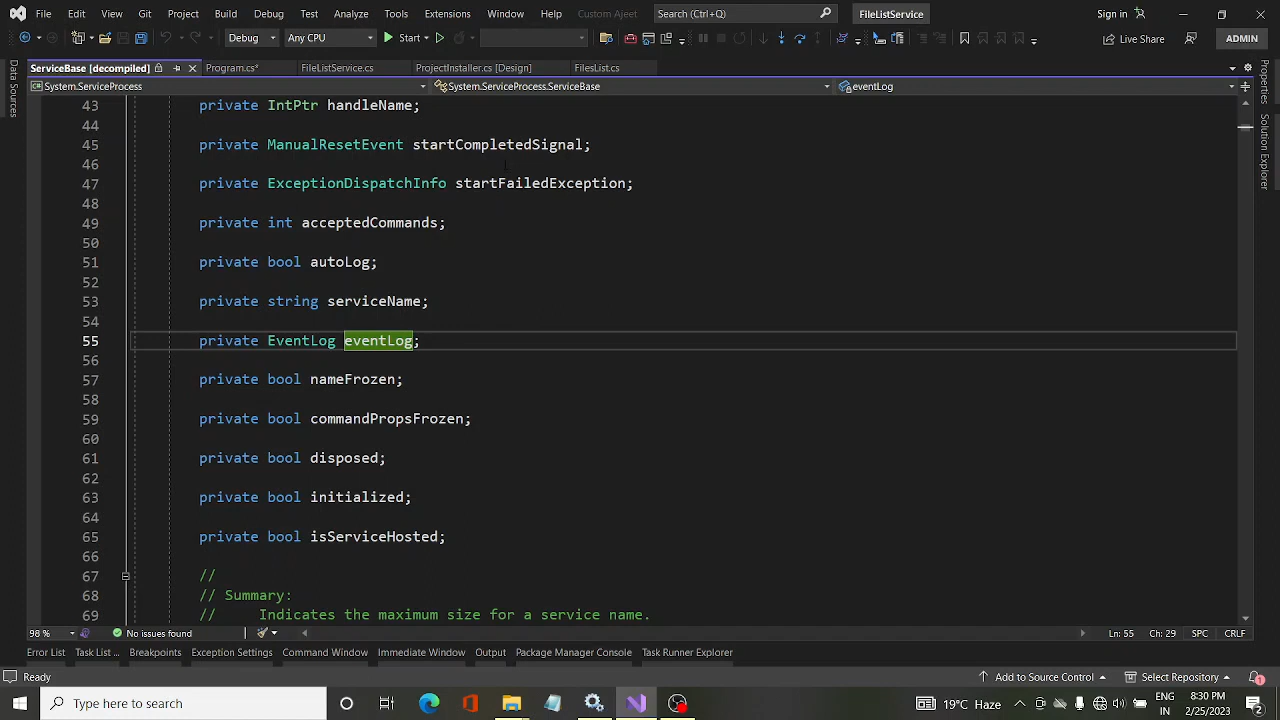 File Edit View Git Project Build Debug Test Analyze Tools Extensions Window Help Custom Ajeet Search (Ctrl+Q) FileListService Sign in
Debug Any CPU Start Live Share ADMIN
ServiceBase [decompiled] Program.cs* FileListService.cs ProjectInstaller.cs [Design] FilesList.cs
System.ServiceProcess System.ServiceProcess.ServiceBase eventLog
Data Sources
Properties
Solution Explorer
43 private IntPtr handleName;
44
45 private ManualResetEvent startCompletedSignal;
46
47 private ExceptionDispatchInfo startFailedException;
48
49 private int acceptedCommands;
50
51 private bool autoLog;
52
53 private string serviceName;
54
55 private EventLog eventLog;
56
57 private bool nameFrozen;
58
59 private bool commandPropsFrozen;
60
61 private bool disposed;
62
63 private bool initialized;
64
65 private bool isServiceHosted;
66
67 //
68 // Summary:
69 // Indicates the maximum size for a service name.
98 % No issues found Ln: 55 Ch: 29 SPC CRLF
Error List Task List ... Breakpoints Exception Settings Command Window Immediate Window Output Package Manager Console Task Runner Explorer
Ready Add to Source Control Select Repository 1
Type here to search 19°C Haze ENG 8:30 PM
IN 2/25/2023 2